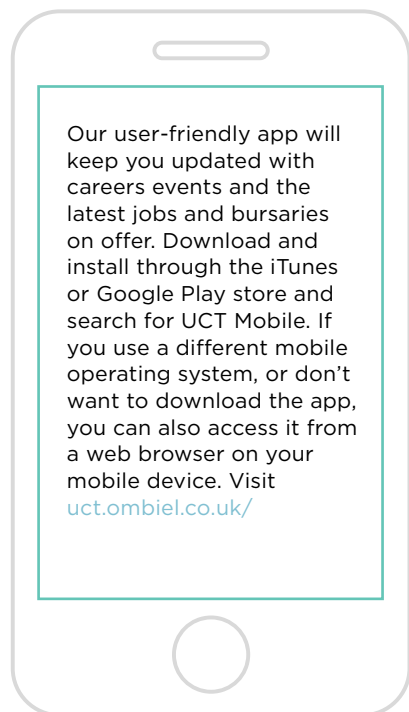 Our user-friendly app will
keep you updated with
careers events and the
latest jobs and bursaries
on offer. Download and
install through the iTunes
or Google Play store and
search for UCT Mobile. If
you use a different mobile
operating system, or don’t
want to download the app,
you can also access it from
a web browser on your
mobile device. Visit
uct.ombiel.co.uk/